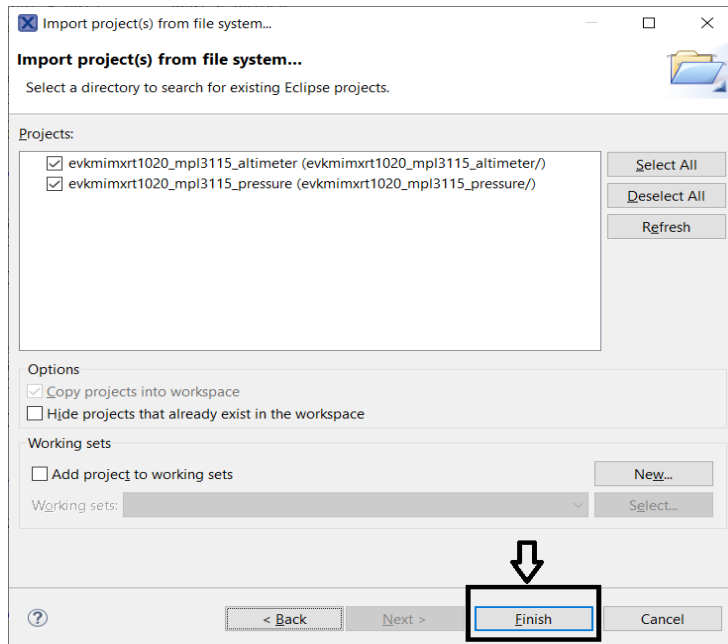 Import project(s) from file system...
Import project(s) from file system...
Select a directory to search for existing Eclipse projects.
Projects:
evkmimxrt1020_mpl3115_altimeter (evkmimxrt1020_mpl3115_altimeter/)
evkmimxrt1020_mpl3115_pressure (evkmimxrt1020_mpl3115_pressure/)
Select All
Deselect All
Refresh
Options
Copy projects into workspace
Hide projects that already exist in the workspace
Working sets
Add project to working sets
New...
Working sets:
Select...
?
< Back
Next >
Finish
Cancel